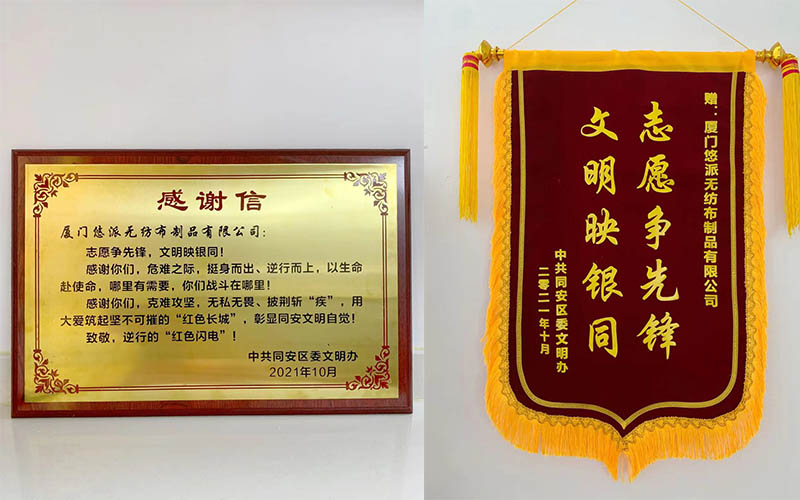 感谢信
厦门悠派无纺布制品有限公司：
志愿争先锋，文明映银同！
感谢你们，危难之际，挺身而出、逆行而上，以生命
赴使命，哪里有需要，你们战斗在哪里！
感谢你们，克难攻坚，无私无畏、披荆斩“疾”，用
大爱筑起坚不可摧的“红色长城”，彰显同安文明自觉！
致敬，逆行的“红色闪电”！
中共同安区委文明办
2021年10月
赠：厦门悠派无纺布制品有限公司
志愿争先锋
文明映银同
中共同安区委文明办
二零二一年十月